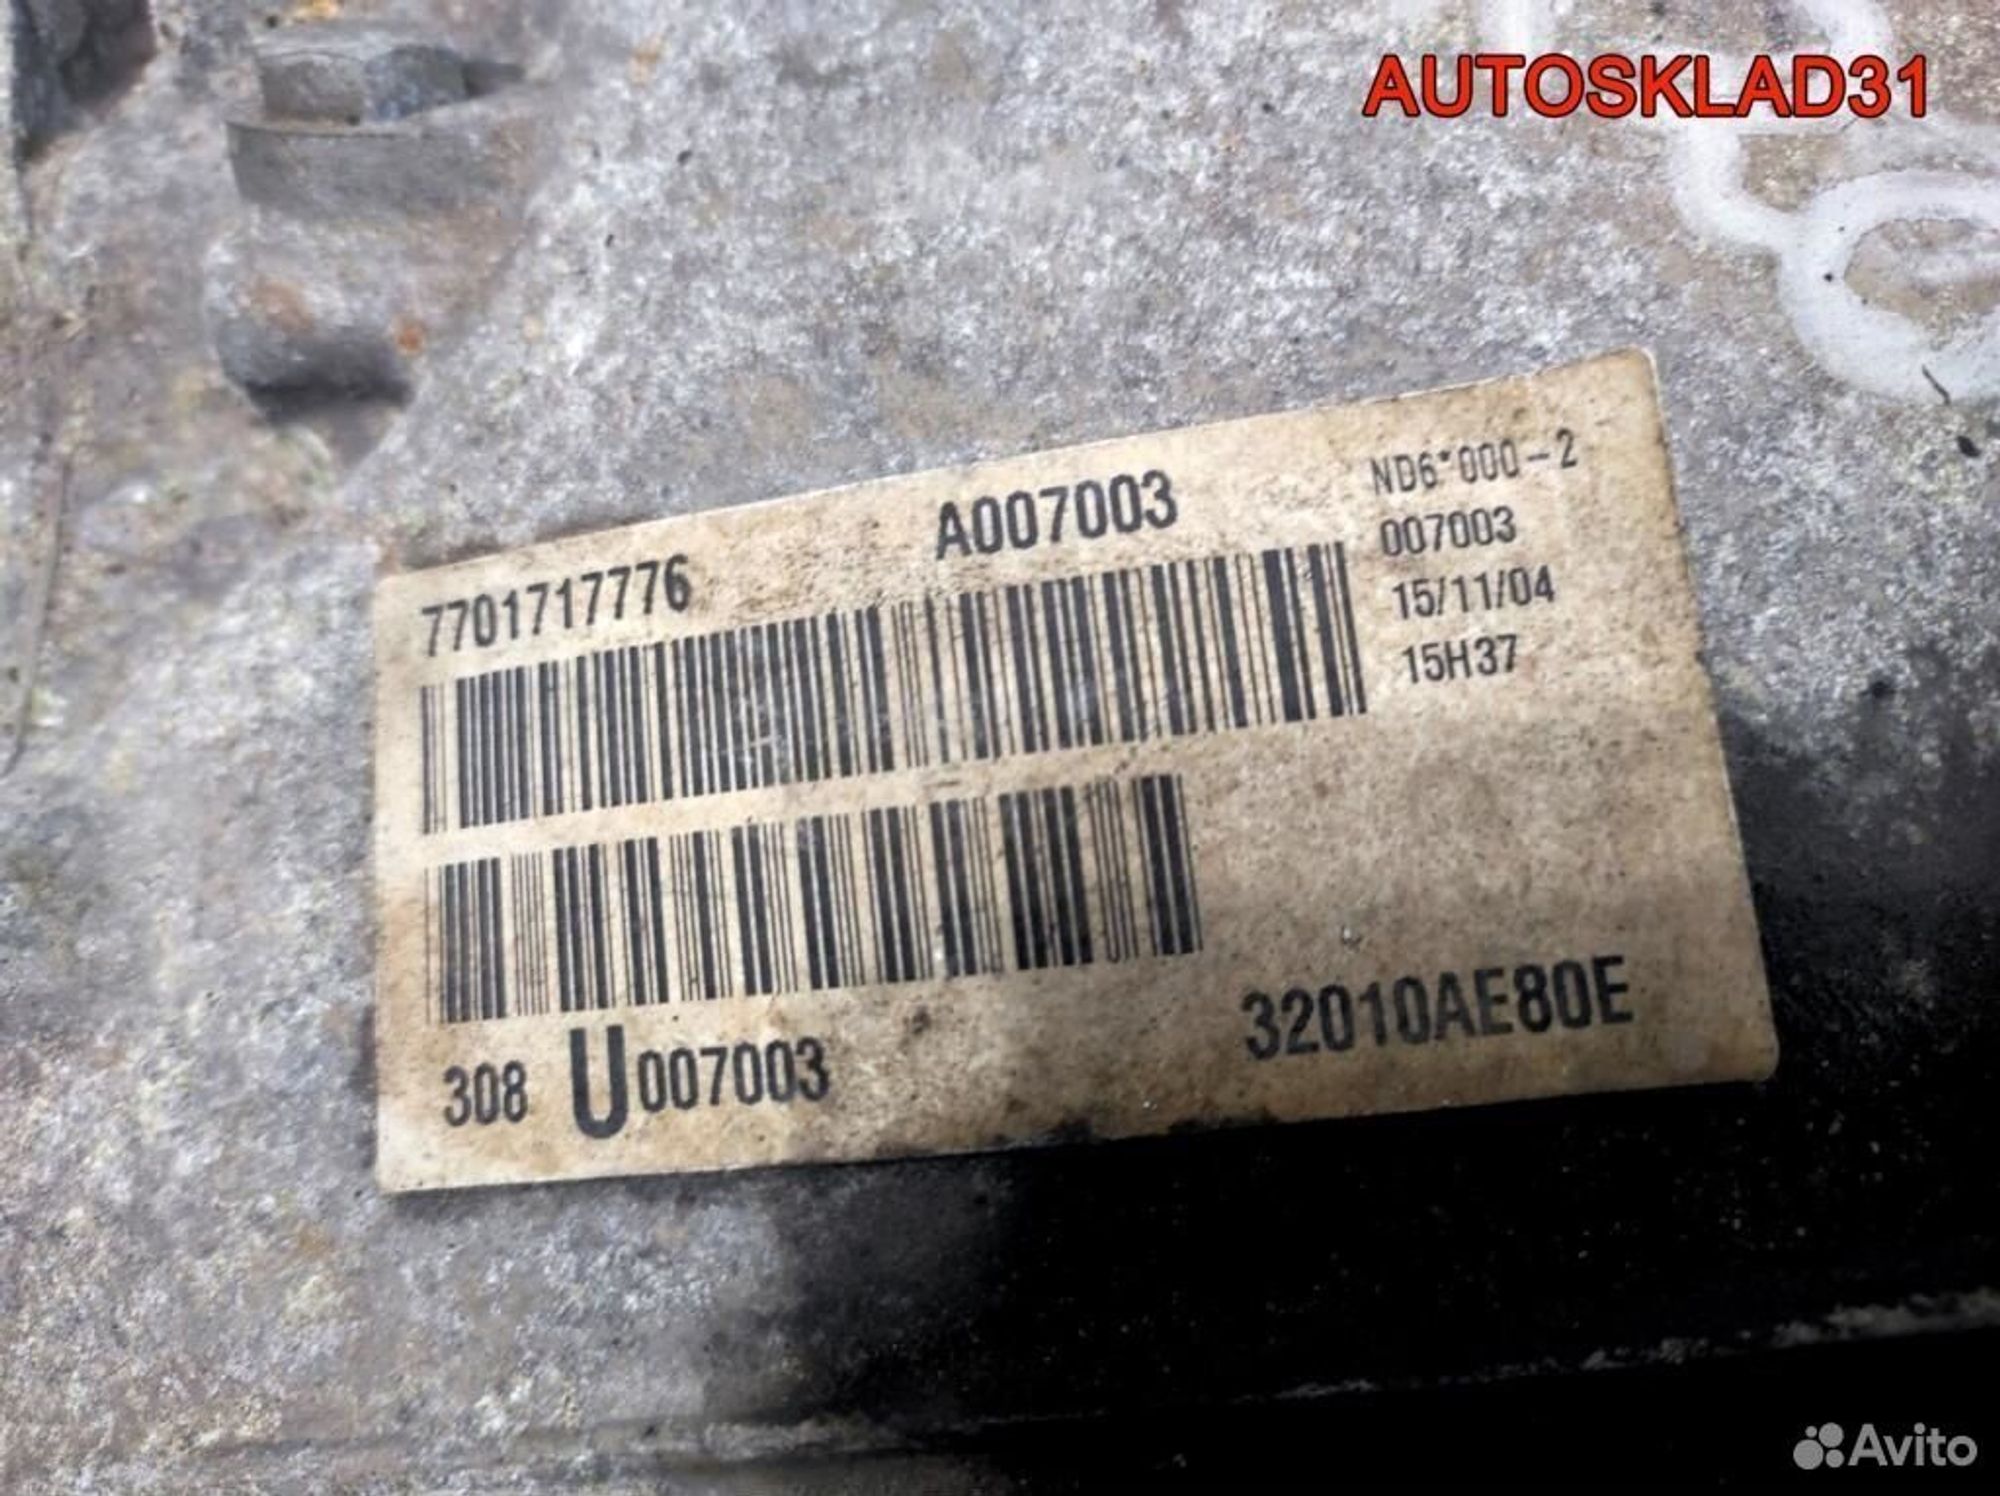 AUTOSKLAD31
7701717776 A007003 ND6*000-2
007003
15/11/04
15H37
308 U007003 32010AE80E
Avito